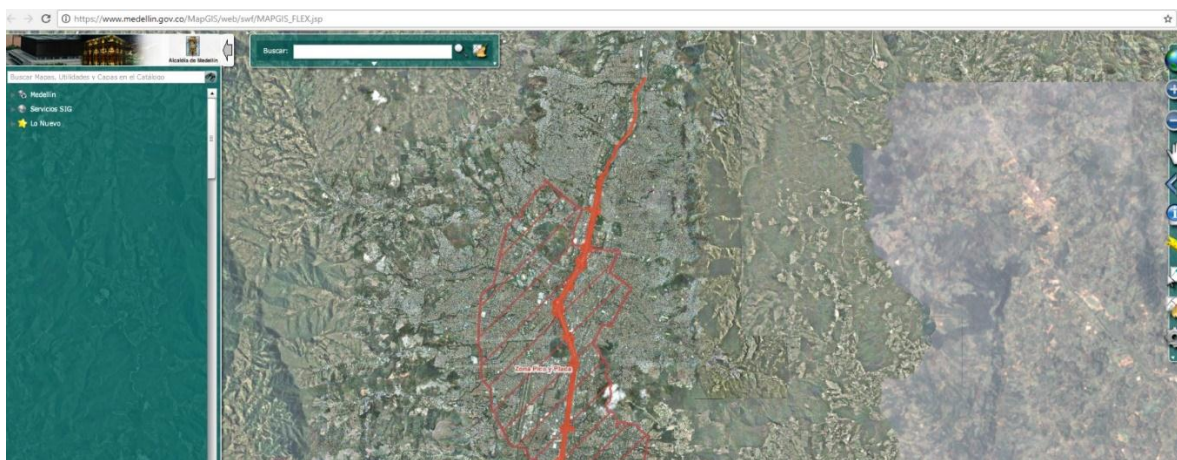 https://www.medellin.gov.co/MapGIS/web/swf/MAPGIS_FLEX.jsp
Alcaldía de Medellín
Buscar:
Buscar Mapas, Utilidades y Capas en el Catálogo
Medellín
Servicios SIG
Lo Nuevo
Zona Pico y Placa